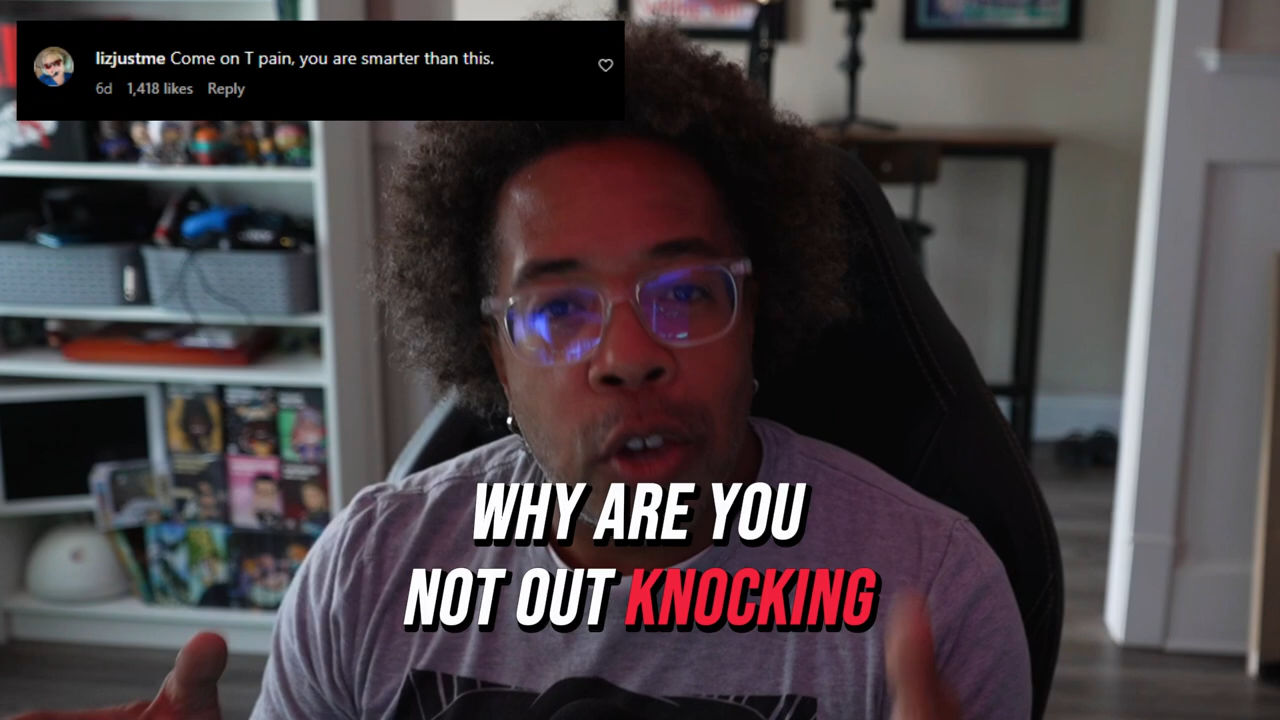 lizjustme Come on T pain, you are smarter than this.
6d 1,418 likes Reply
WHY ARE YOU
NOT OUT KNOCKING